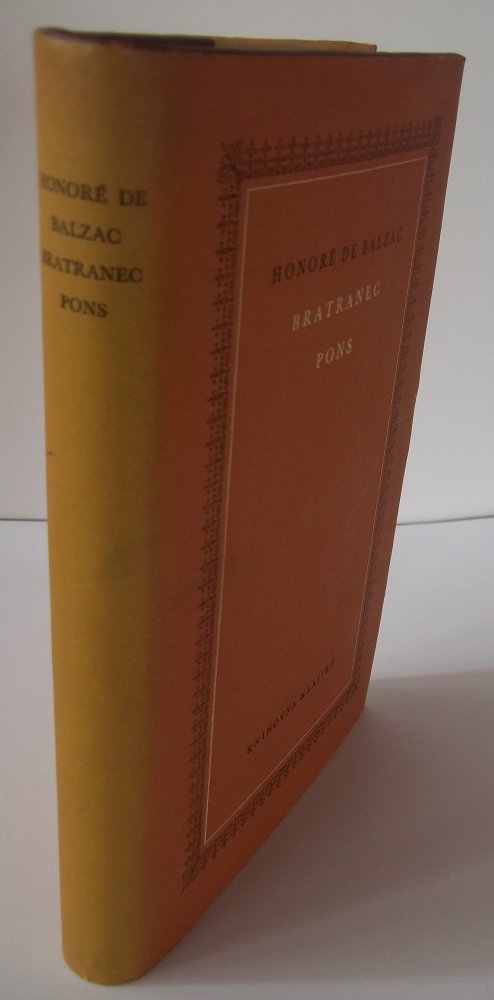 HONORÉ DE
BALZAC
BRATRANEC
PONS
HONORÉ DE BALZAC
BRATRANEC
PONS
KNIHOVNA KLASIKŮ